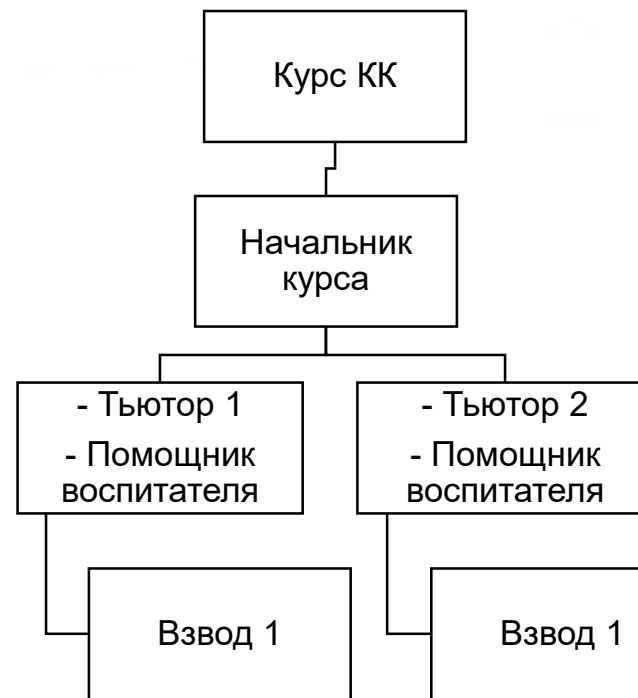 Курс КК
Начальник
курса
- Тьютор 1
- Помощник
воспитателя
- Тьютор 2
- Помощник
воспитателя
Взвод 1
Взвод 1